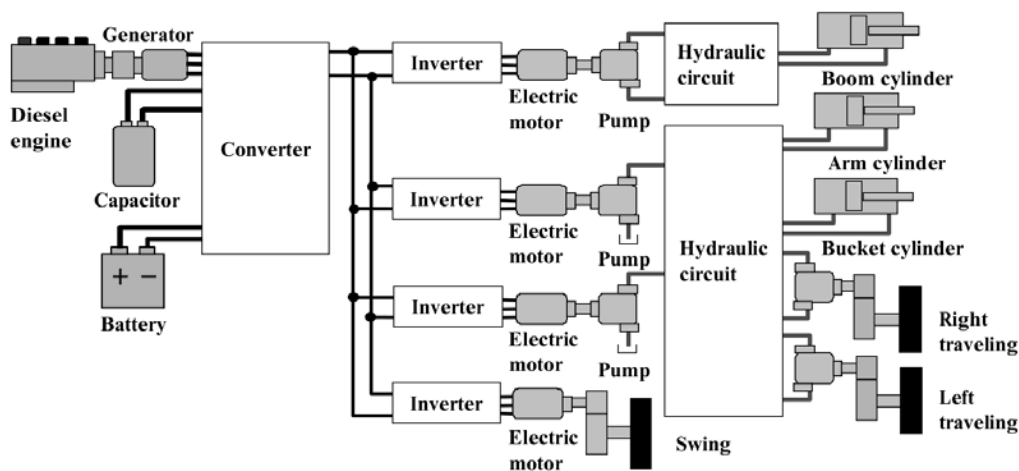 Generator
Diesel
engine
Capacitor
+ −
Battery
Converter
Inverter
Electric
motor
Pump
Hydraulic
circuit
Boom cylinder
Arm cylinder
Inverter
Electric
motor
Pump
Hydraulic
circuit
Bucket cylinder
Inverter
Electric
motor
Pump
Right
traveling
Inverter
Electric
motor
Swing
Left
traveling